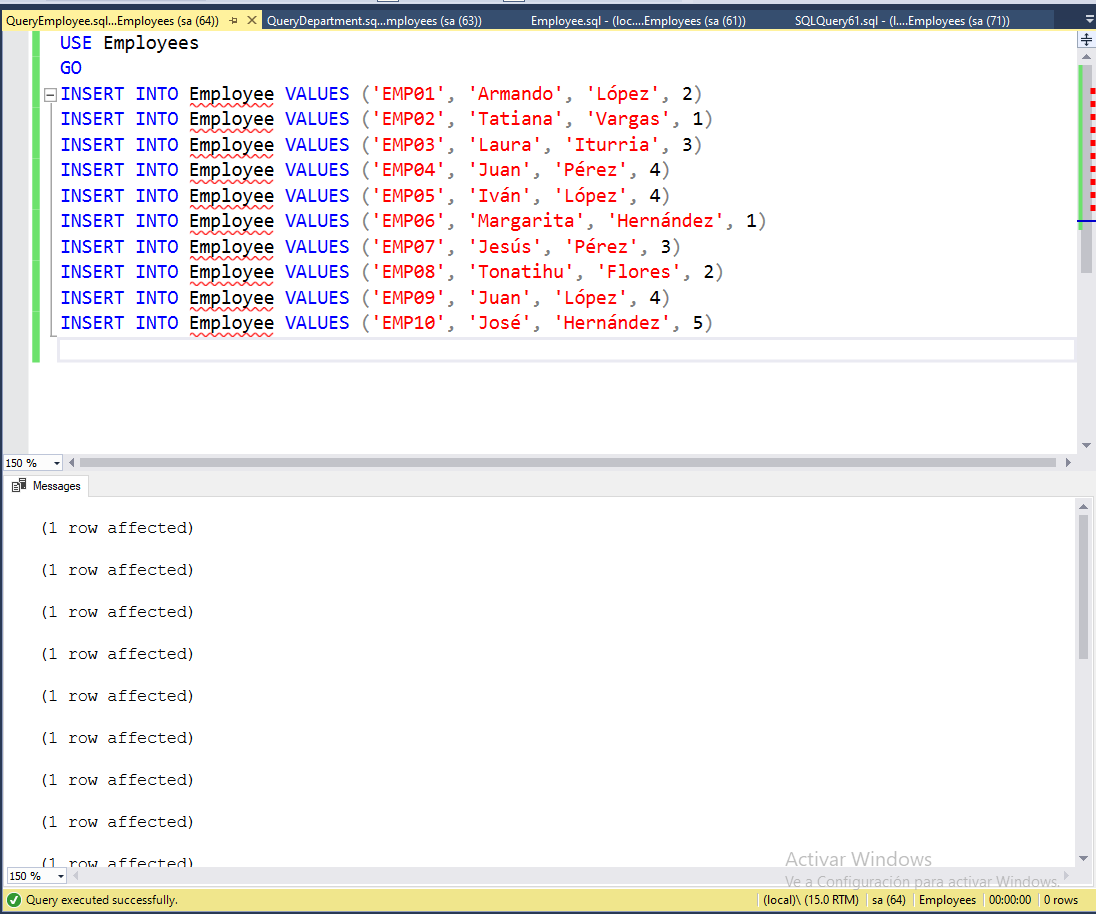 QueryEmployee.sql...Employees (sa (64)) QueryDepartment.sq...mployees (sa (63)) Employee.sql - (loc....Employees (sa (61)) SQLQuery61.sql - (l....Employees (sa (71))
USE Employees
GO
INSERT INTO Employee VALUES ('EMP01', 'Armando', 'López', 2)
INSERT INTO Employee VALUES ('EMP02', 'Tatiana', 'Vargas', 1)
INSERT INTO Employee VALUES ('EMP03', 'Laura', 'Iturria', 3)
INSERT INTO Employee VALUES ('EMP04', 'Juan', 'Pérez', 4)
INSERT INTO Employee VALUES ('EMP05', 'Iván', 'López', 4)
INSERT INTO Employee VALUES ('EMP06', 'Margarita', 'Hernández', 1)
INSERT INTO Employee VALUES ('EMP07', 'Jesús', 'Pérez', 3)
INSERT INTO Employee VALUES ('EMP08', 'Tonatihu', 'Flores', 2)
INSERT INTO Employee VALUES ('EMP09', 'Juan', 'López', 4)
INSERT INTO Employee VALUES ('EMP10', 'José', 'Hernández', 5)
150 %
Messages
(1 row affected)
(1 row affected)
(1 row affected)
(1 row affected)
(1 row affected)
(1 row affected)
(1 row affected)
(1 row affected)
(1 row affected)
Activar Windows
150 % Ve a Configuración para activar Windows.
Query executed successfully. (local)\ (15.0 RTM) sa (64) Employees 00:00:00 0 rows